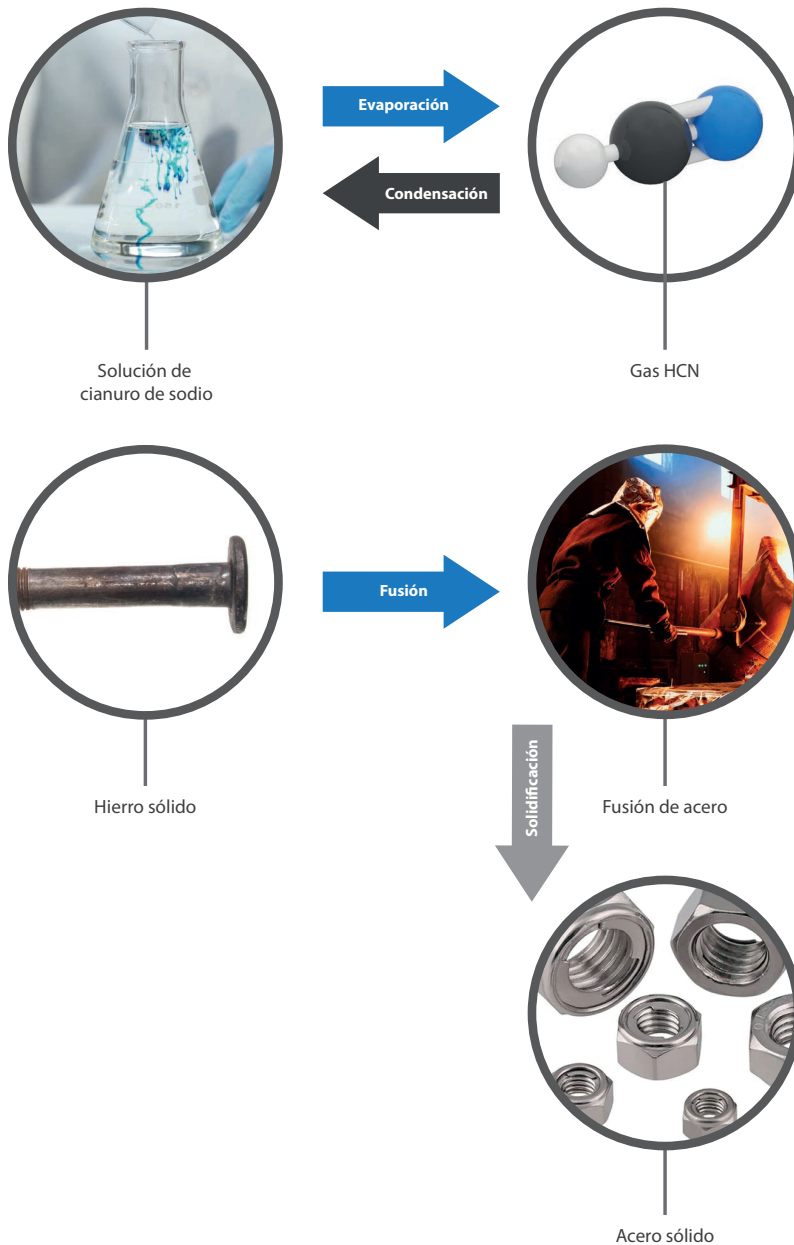 Evaporación
Condensación
Solución de
cianuro de sodio
Gas HCN
Fusión
Hierro sólido
Solidificación
Fusión de acero
Acero sólido